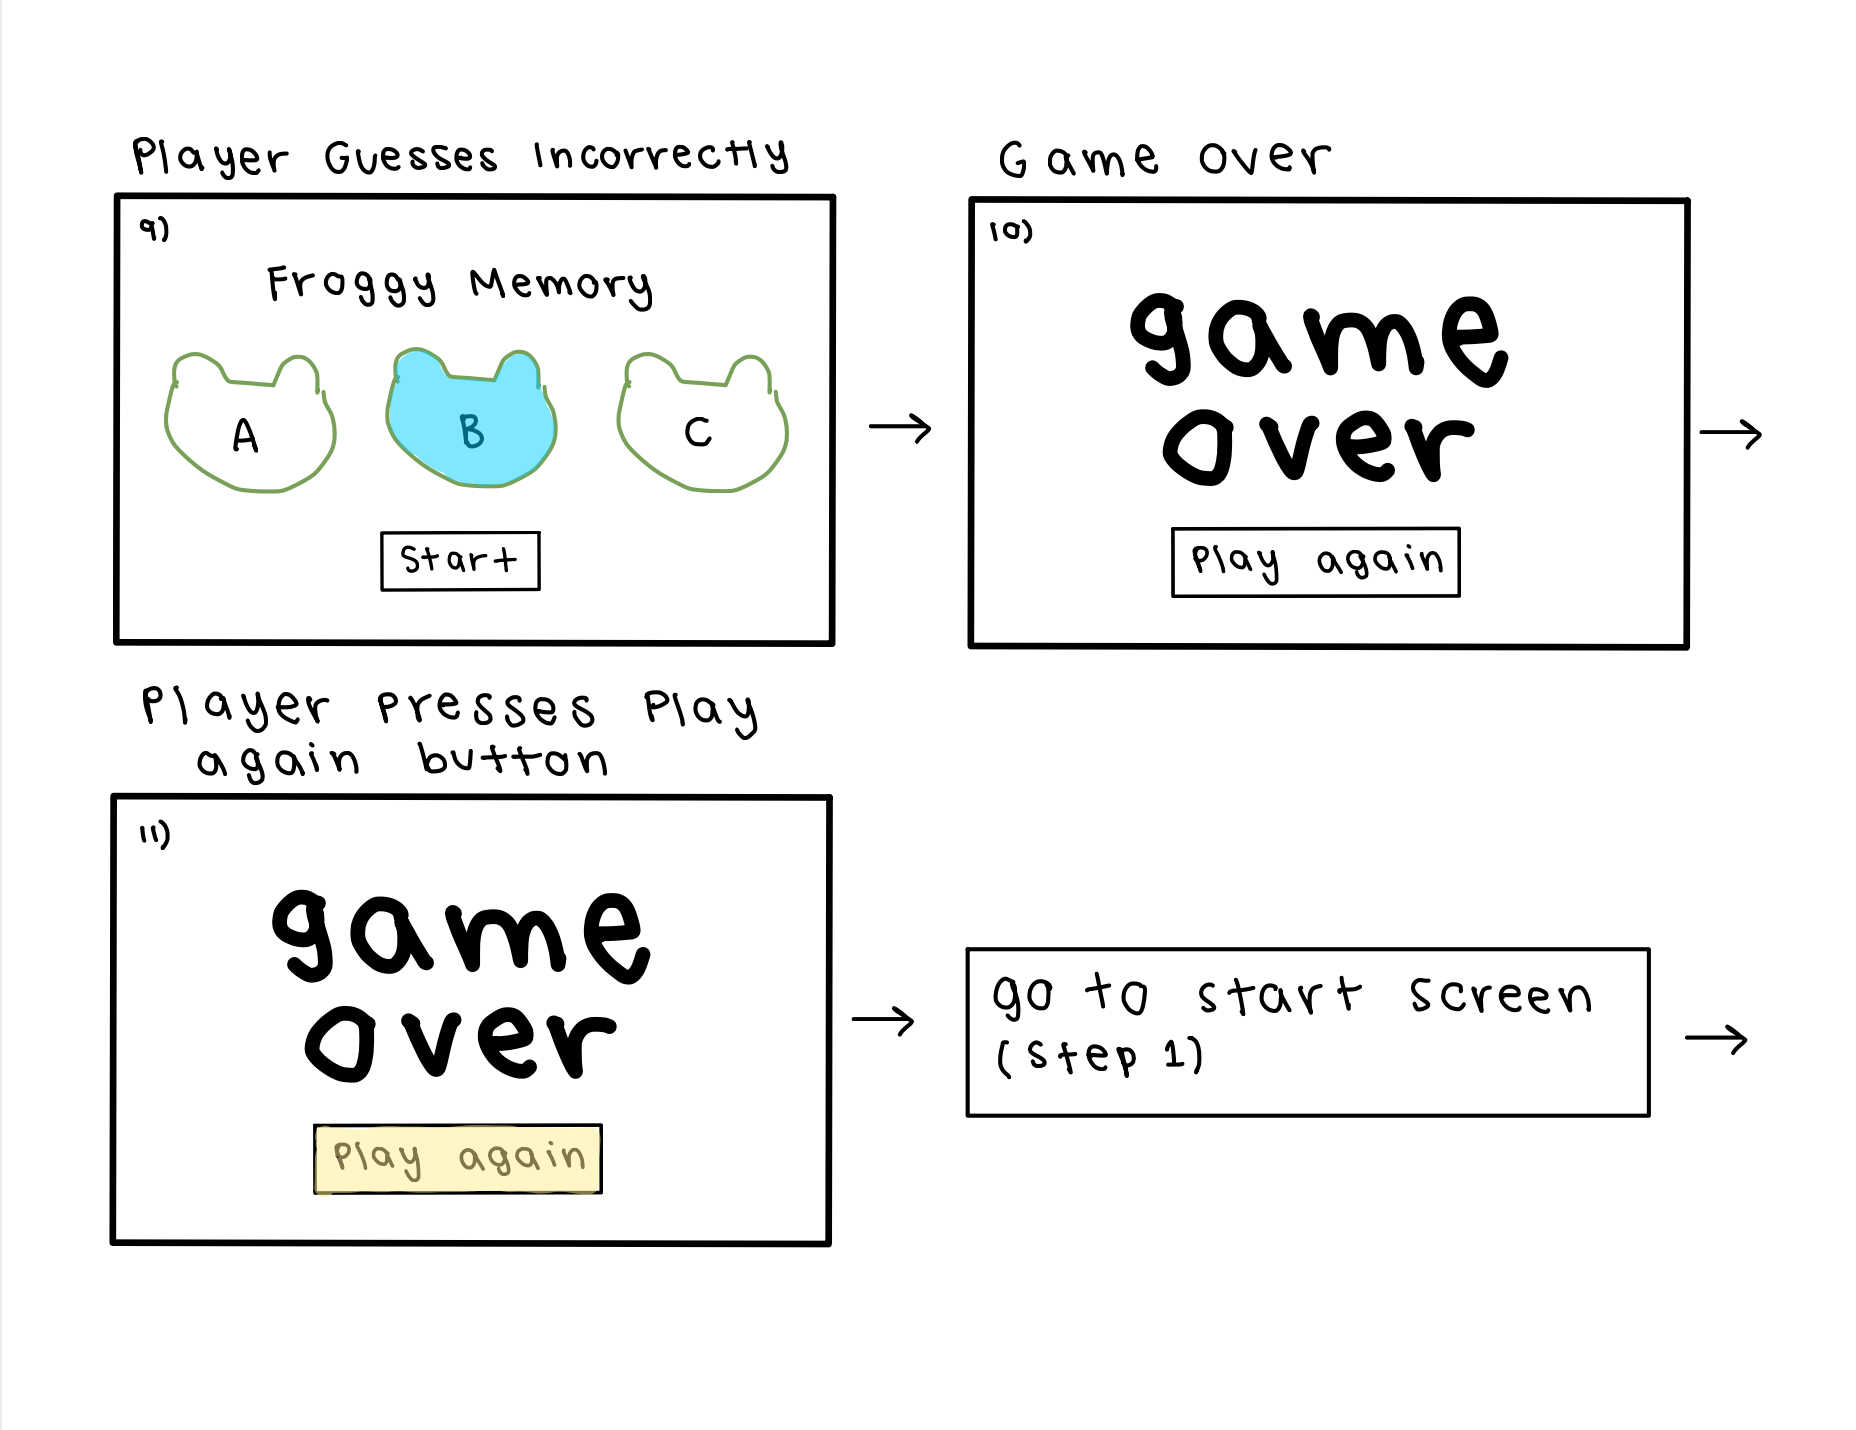 Player Guesses Incorrectly
9)
Froggy Memory
A B C
Start
Game over
10)
game
over
Play again
Player presses Play
again button
11)
game
over
Play again
go to start screen
(step 1)